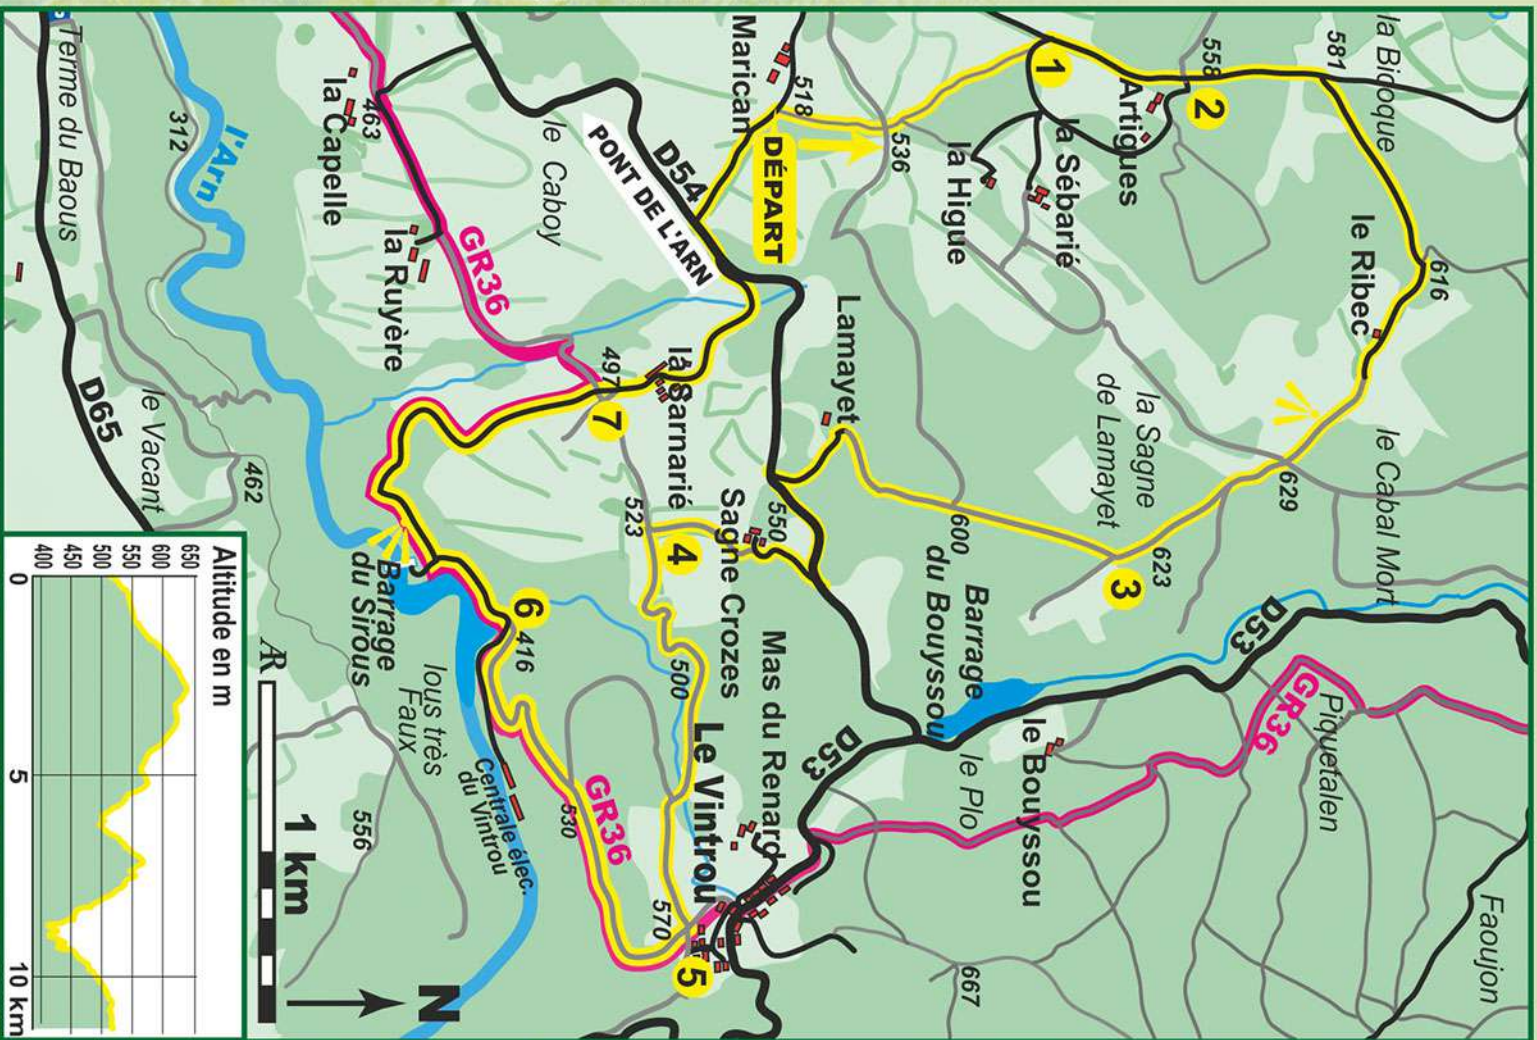 la Bidoque
581
558
2
Artigues
1
Marican
518
DÉPART
536
la Higue
la Sébarié
le Ribec
616
D54
PONT DE L'ARN
le Caboy
463
la Capelle
la Ruyère
GR36
l'Arn
312
Terme du Baous
D65
le Vacant
462
497
7
la Sarnarié
Lamayet
la Sagne
de Lamayet
629
le Cabal Mort
623
3
600
550
Sagne Crozes
523
4
Barrage
du Bouyssou
D53
Barrage
du Sirous
6
416
lous très
Faux
500
Mas du Renard
Le Vintrou
D53
le Plo
le Bouyssou
GR36
Piquetalen
Faoujon
Centrale élec.
du Vintrou
530
GR36
570
5
667
556
1 km
N
Altitude en m
650
600
550
500
450
400
0
5
10 km